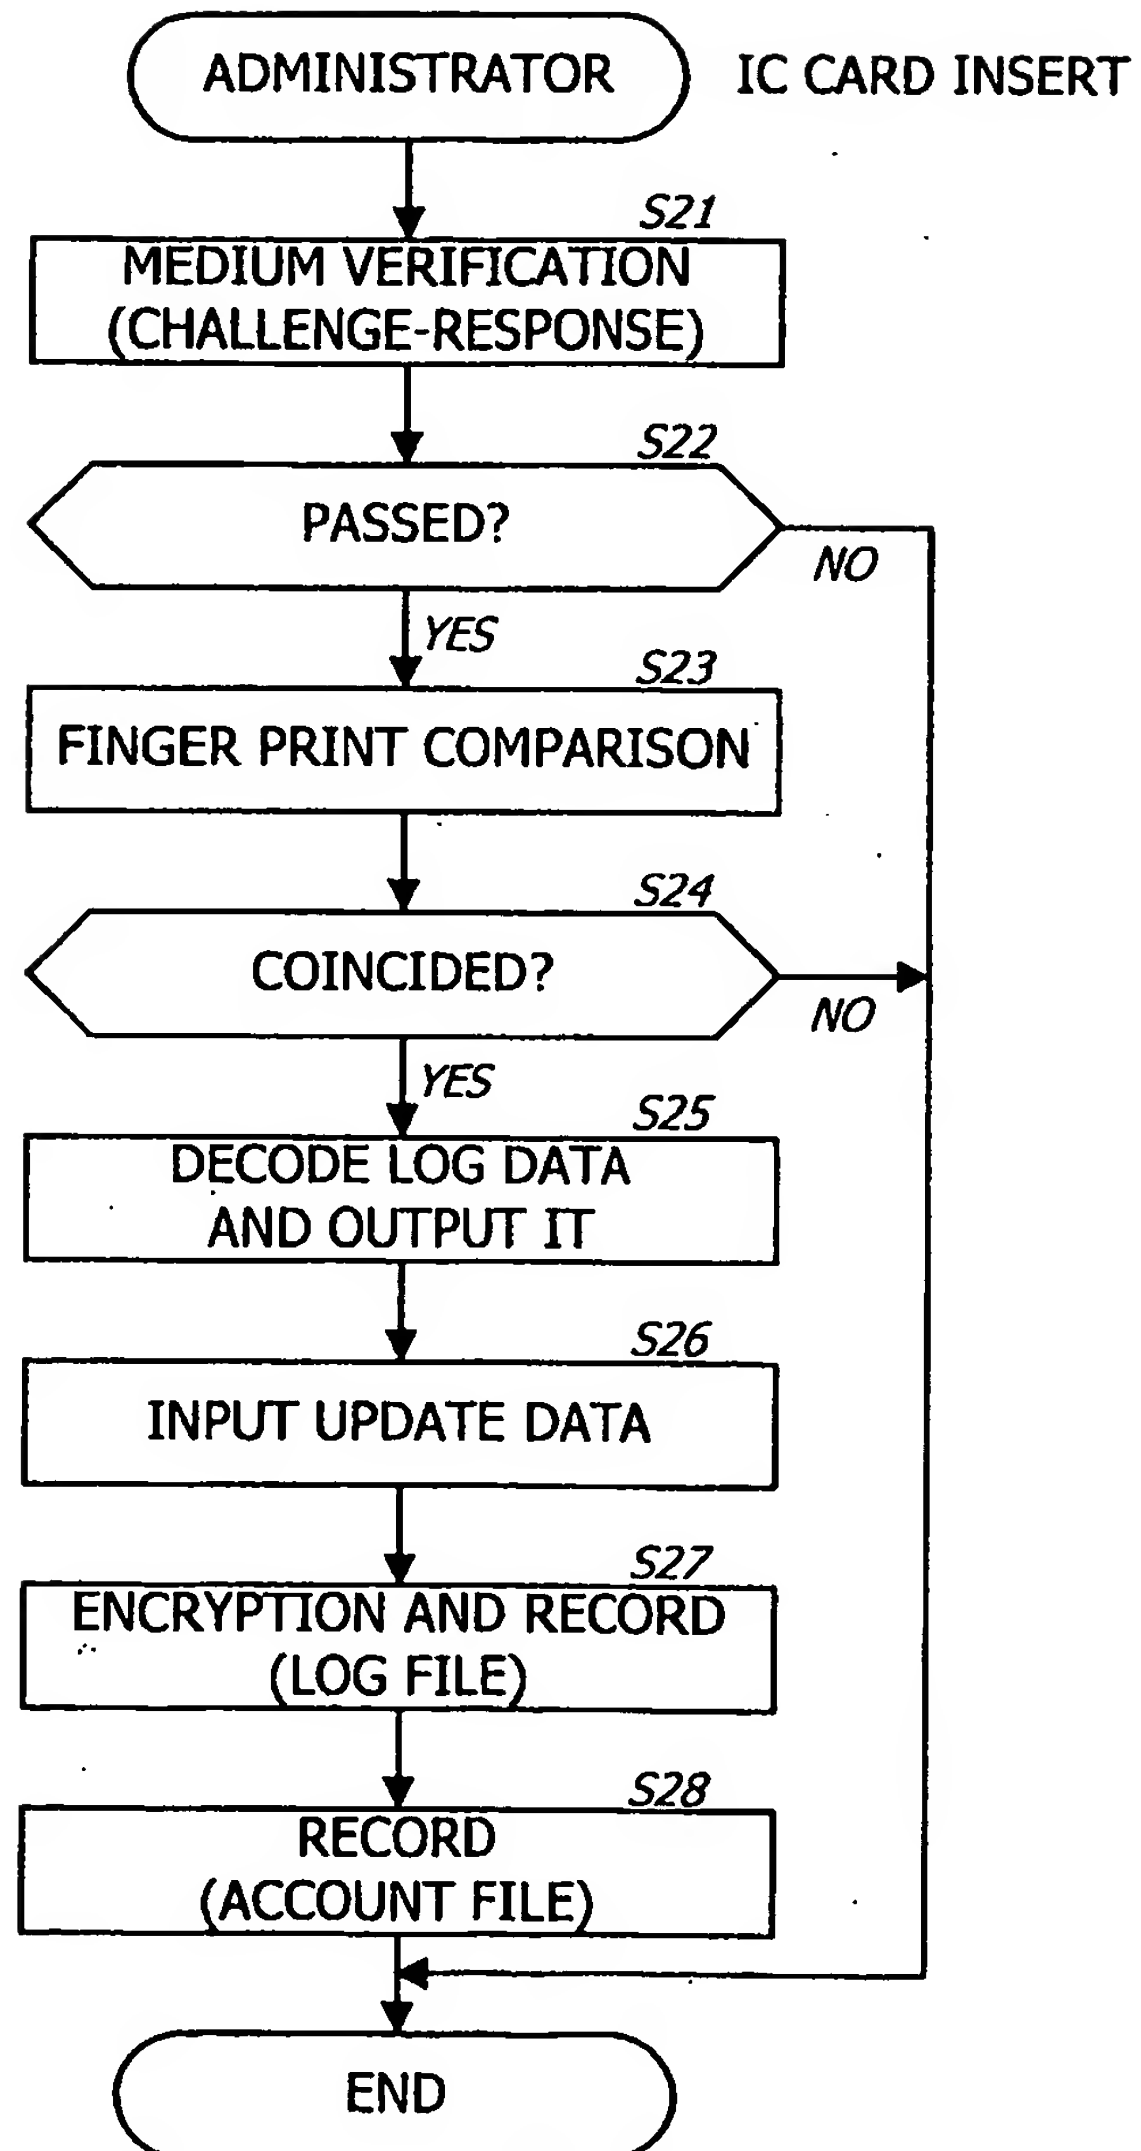 ADMINISTRATOR
IC CARD INSERT
S21
MEDIUM VERIFICATION
(CHALLENGE-RESPONSE)
S22
PASSED?
NO
YES
S23
FINGER PRINT COMPARISON
S24
COINCIDED?
NO
YES
S25
DECODE LOG DATA
AND OUTPUT IT
S26
INPUT UPDATE DATA
S27
ENCRYPTION AND RECORD
(LOG FILE)
S28
RECORD
(ACCOUNT FILE)
END